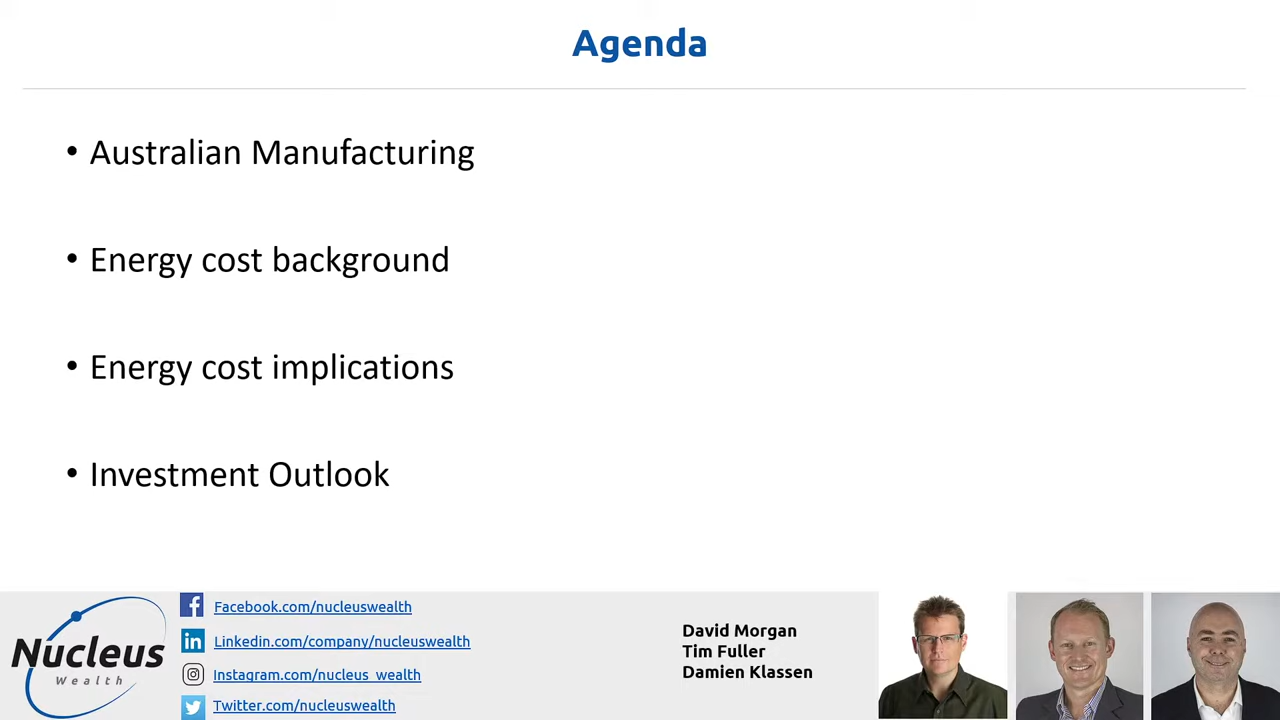 Agenda
• Australian Manufacturing
• Energy cost background
• Energy cost implications
• Investment Outlook
Nucleus
Wealth
Facebook.com/nucleuswealth
Linkedin.com/company/nucleuswealth
Instagram.com/nucleus_wealth
Twitter.com/nucleuswealth
David Morgan
Tim Fuller
Damien Klassen